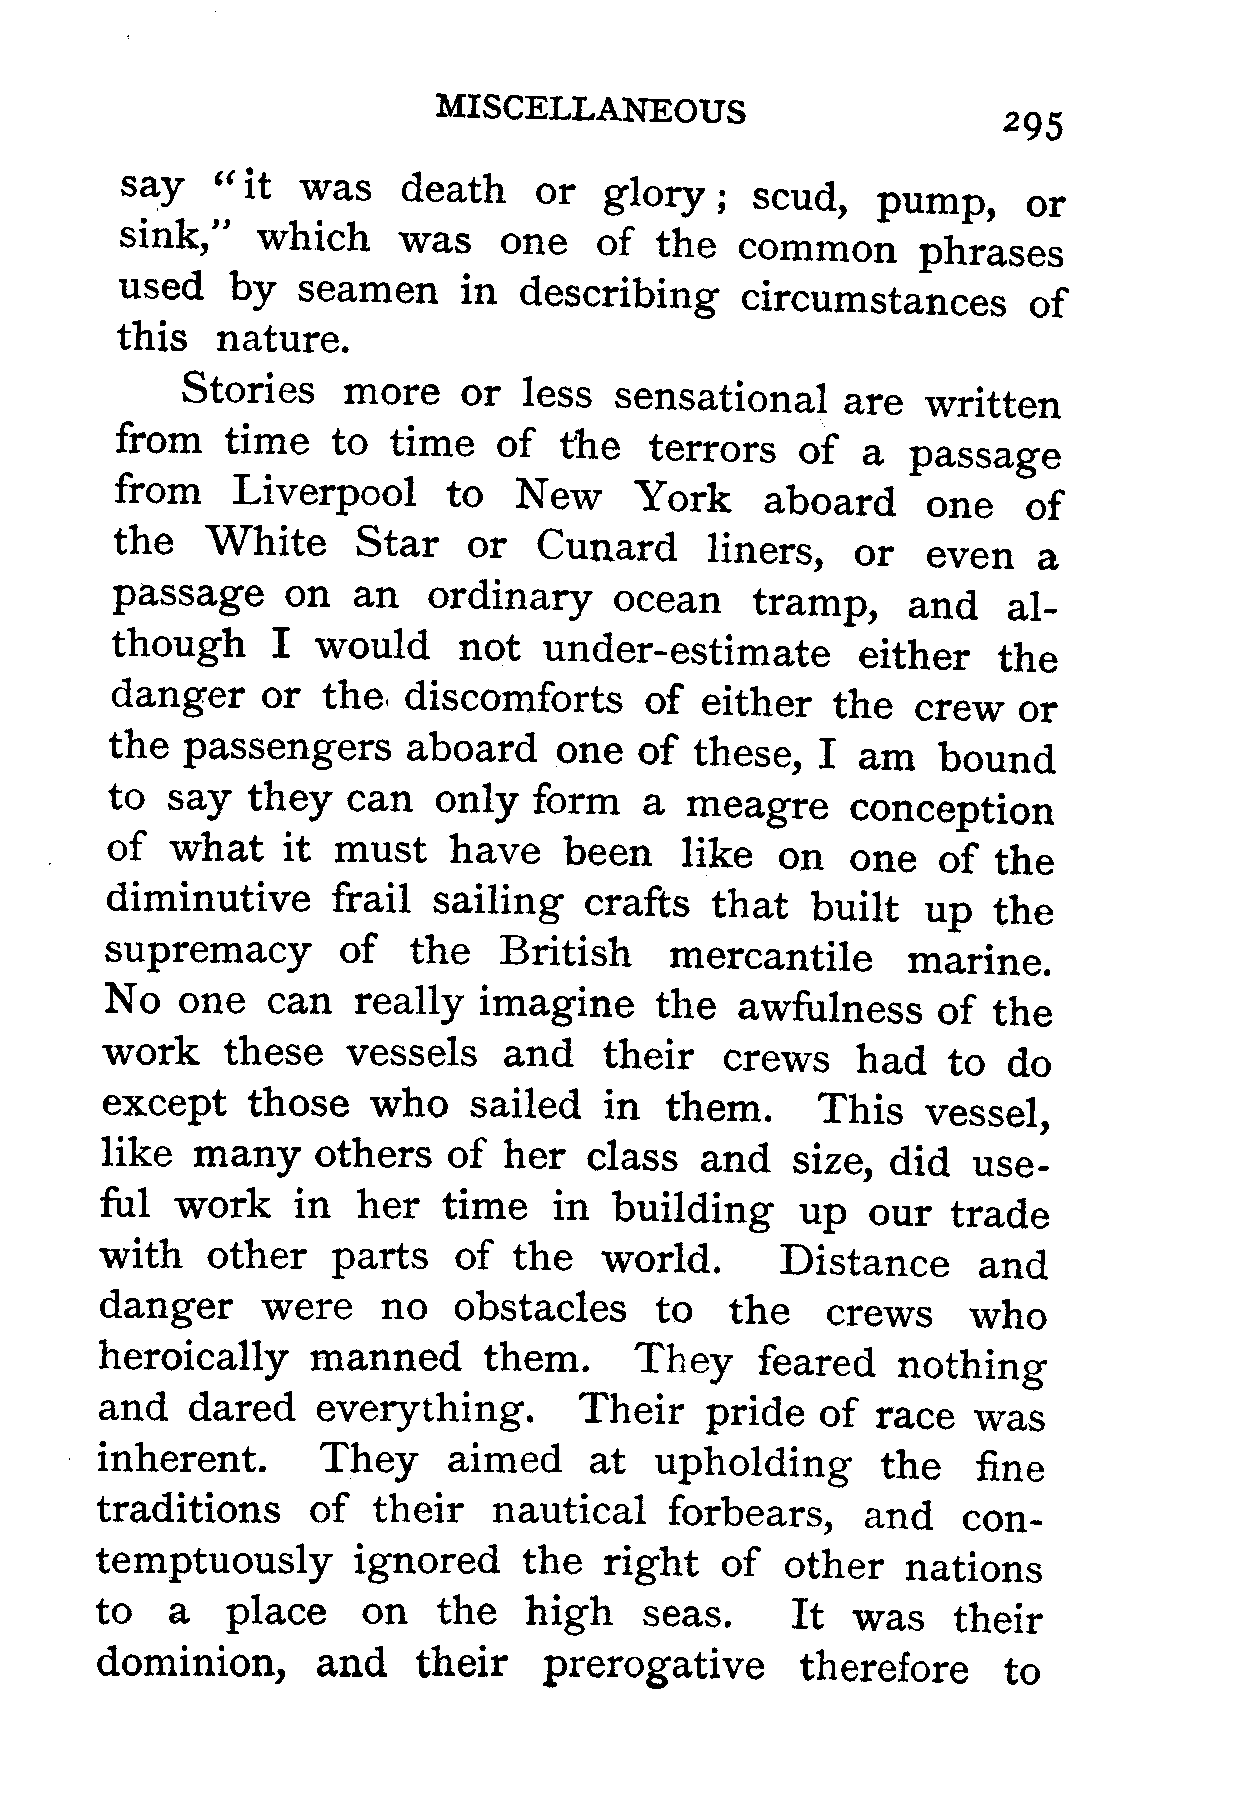 MISCELLANEOUS 295
say "it was death or glory; scud, pump, or
sink," which was one of the common phrases
used by seamen in describing circumstances of
this nature.
Stories more or less sensational are written
from time to time of the terrors of a passage
from Liverpool to New York aboard one of
the White Star or Cunard liners, or even a
passage on an ordinary ocean tramp, and al-
though I would not under-estimate either the
danger or the discomforts of either the crew or
the passengers aboard one of these, I am bound
to say they can only form a meagre conception
of what it must have been like on one of the
diminutive frail sailing crafts that built up the
supremacy of the British mercantile marine.
No one can really imagine the awfulness of the
work these vessels and their crews had to do
except those who sailed in them. This vessel,
like many others of her class and size, did use-
ful work in her time in building up our trade
with other parts of the world. Distance and
danger were no obstacles to the crews who
heroically manned them. They feared nothing
and dared everything. Their pride of race was
inherent. They aimed at upholding the fine
traditions of their nautical forbears, and con-
temptuously ignored the right of other nations
to a place on the high seas. It was their
dominion, and their prerogative therefore to